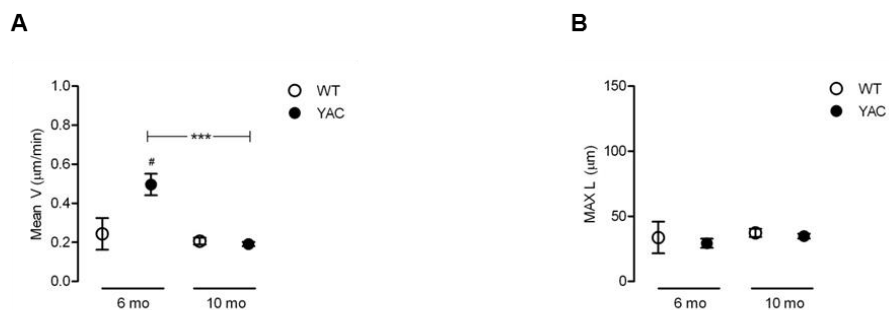 A
Mean V (μm/min)
1.0
0.8
0.6
0.4
0.2
0.0
WT
YAC
***
#
6 mo
10 mo
B
MAX L (μm)
150
100
50
0
WT
YAC
6 mo
10 mo